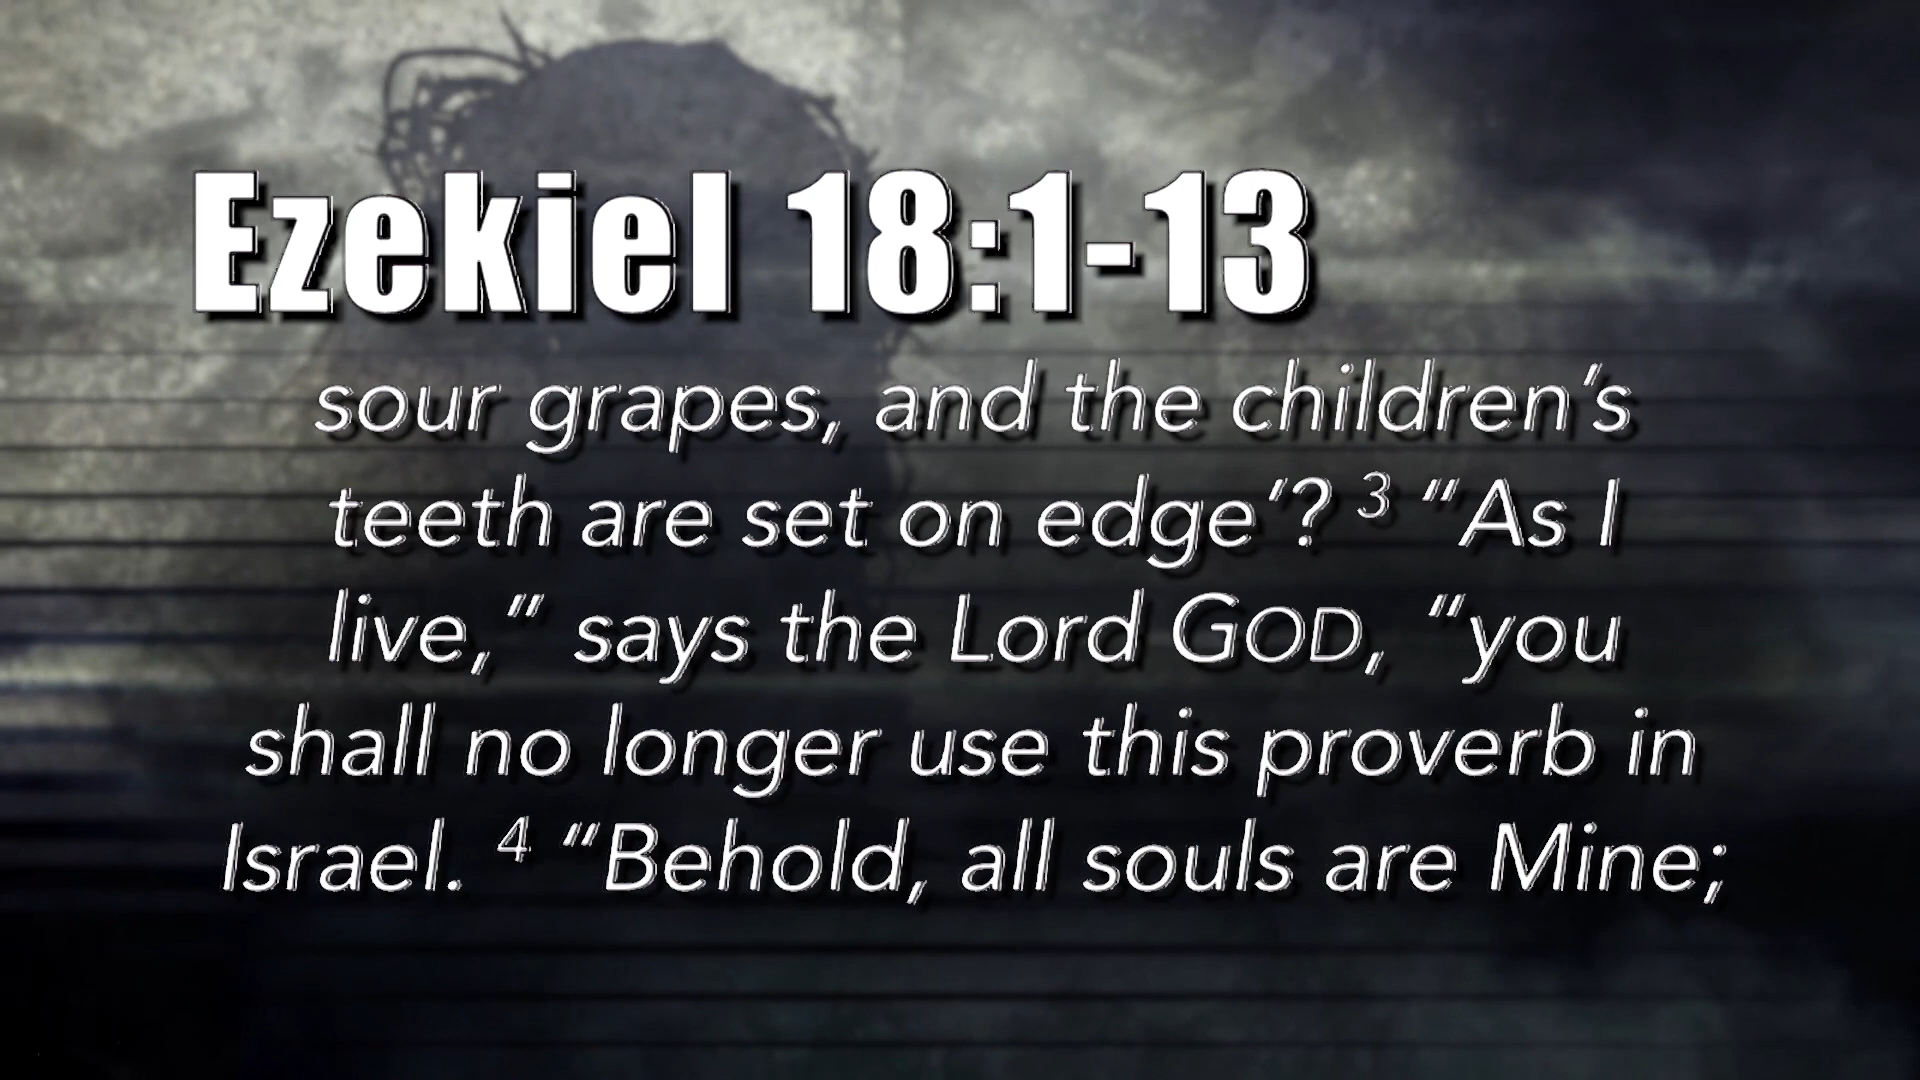 Ezekiel 18:1-13
sour grapes, and the children’s
teeth are set on edge’? ³ “As I
live,” says the Lord GOD, “you
shall no longer use this proverb in
Israel. ⁴ “Behold, all souls are Mine;